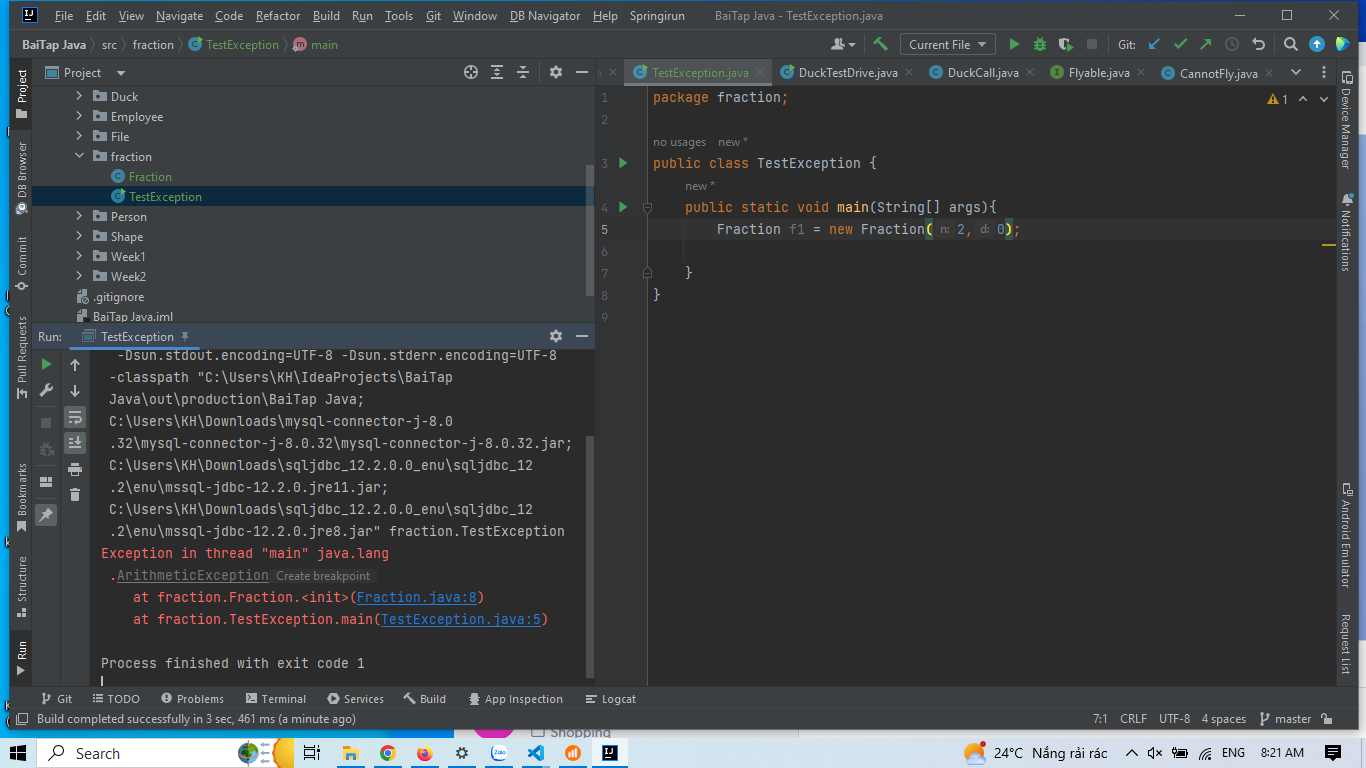 File Edit View Navigate Code Refactor Build Run Tools Git Window DB Navigator Help Springirun BaiTap Java - TestException.java
BaiTap Java src fraction TestException main Current File Git:
Project
TestException.java DuckTestDrive.java DuckCall.java Flyable.java CannotFly.java
Project
DB Browser
Commit
Pull Requests
Bookmarks
Structure
Run
Duck
Employee
File
fraction
Fraction
TestException
Person
Shape
Week1
Week2
.gitignore
BaiTap Java.iml
1 package fraction;
1
2
no usages new *
3 public class TestException {
new *
4 public static void main(String[] args){
5 Fraction f1 = new Fraction( n: 2, d: 0);
6
7 }
8 }
9
Device Manager
Notifications
Android Emulator
Request List
Run: TestException
-Dsun.stdout.encoding=UTF-8 -Dsun.stderr.encoding=UTF-8
-classpath "C:\Users\KH\IdeaProjects\BaiTap
Java\out\production\BaiTap Java;
C:\Users\KH\Downloads\mysql-connector-j-8.0
.32\mysql-connector-j-8.0.32\mysql-connector-j-8.0.32.jar;
C:\Users\KH\Downloads\sqljdbc_12.2.0.0_enu\sqljdbc_12
.2\enu\mssql-jdbc-12.2.0.jre11.jar;
C:\Users\KH\Downloads\sqljdbc_12.2.0.0_enu\sqljdbc_12
.2\enu\mssql-jdbc-12.2.0.jre8.jar" fraction.TestException
Exception in thread "main" java.lang
.ArithmeticException Create breakpoint
at fraction.Fraction.<init>(Fraction.java:8)
at fraction.TestException.main(TestException.java:5)
Process finished with exit code 1
Git TODO Problems Terminal Services Build App Inspection Logcat
Build completed successfully in 3 sec, 461 ms (a minute ago) 7:1 CRLF UTF-8 4 spaces master
Shopping
Search Zalo 24°C Nắng rải rác ENG 8:21 AM